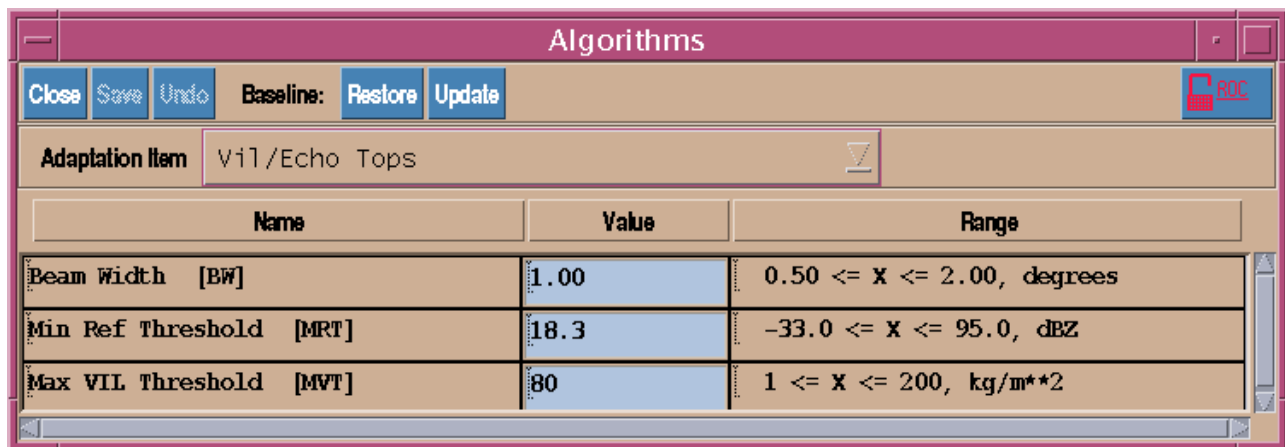 Algorithms
Close Save Undo Baseline: Restore Update ROC
Adaptation Item Vil/Echo Tops
Name Value Range
Beam Width [BW] 1.00 0.50 <= X <= 2.00, degrees
Min Ref Threshold [MRT] 18.3 -33.0 <= X <= 95.0, dBZ
Max VIL Threshold [MVT] 80 1 <= X <= 200, kg/m**2